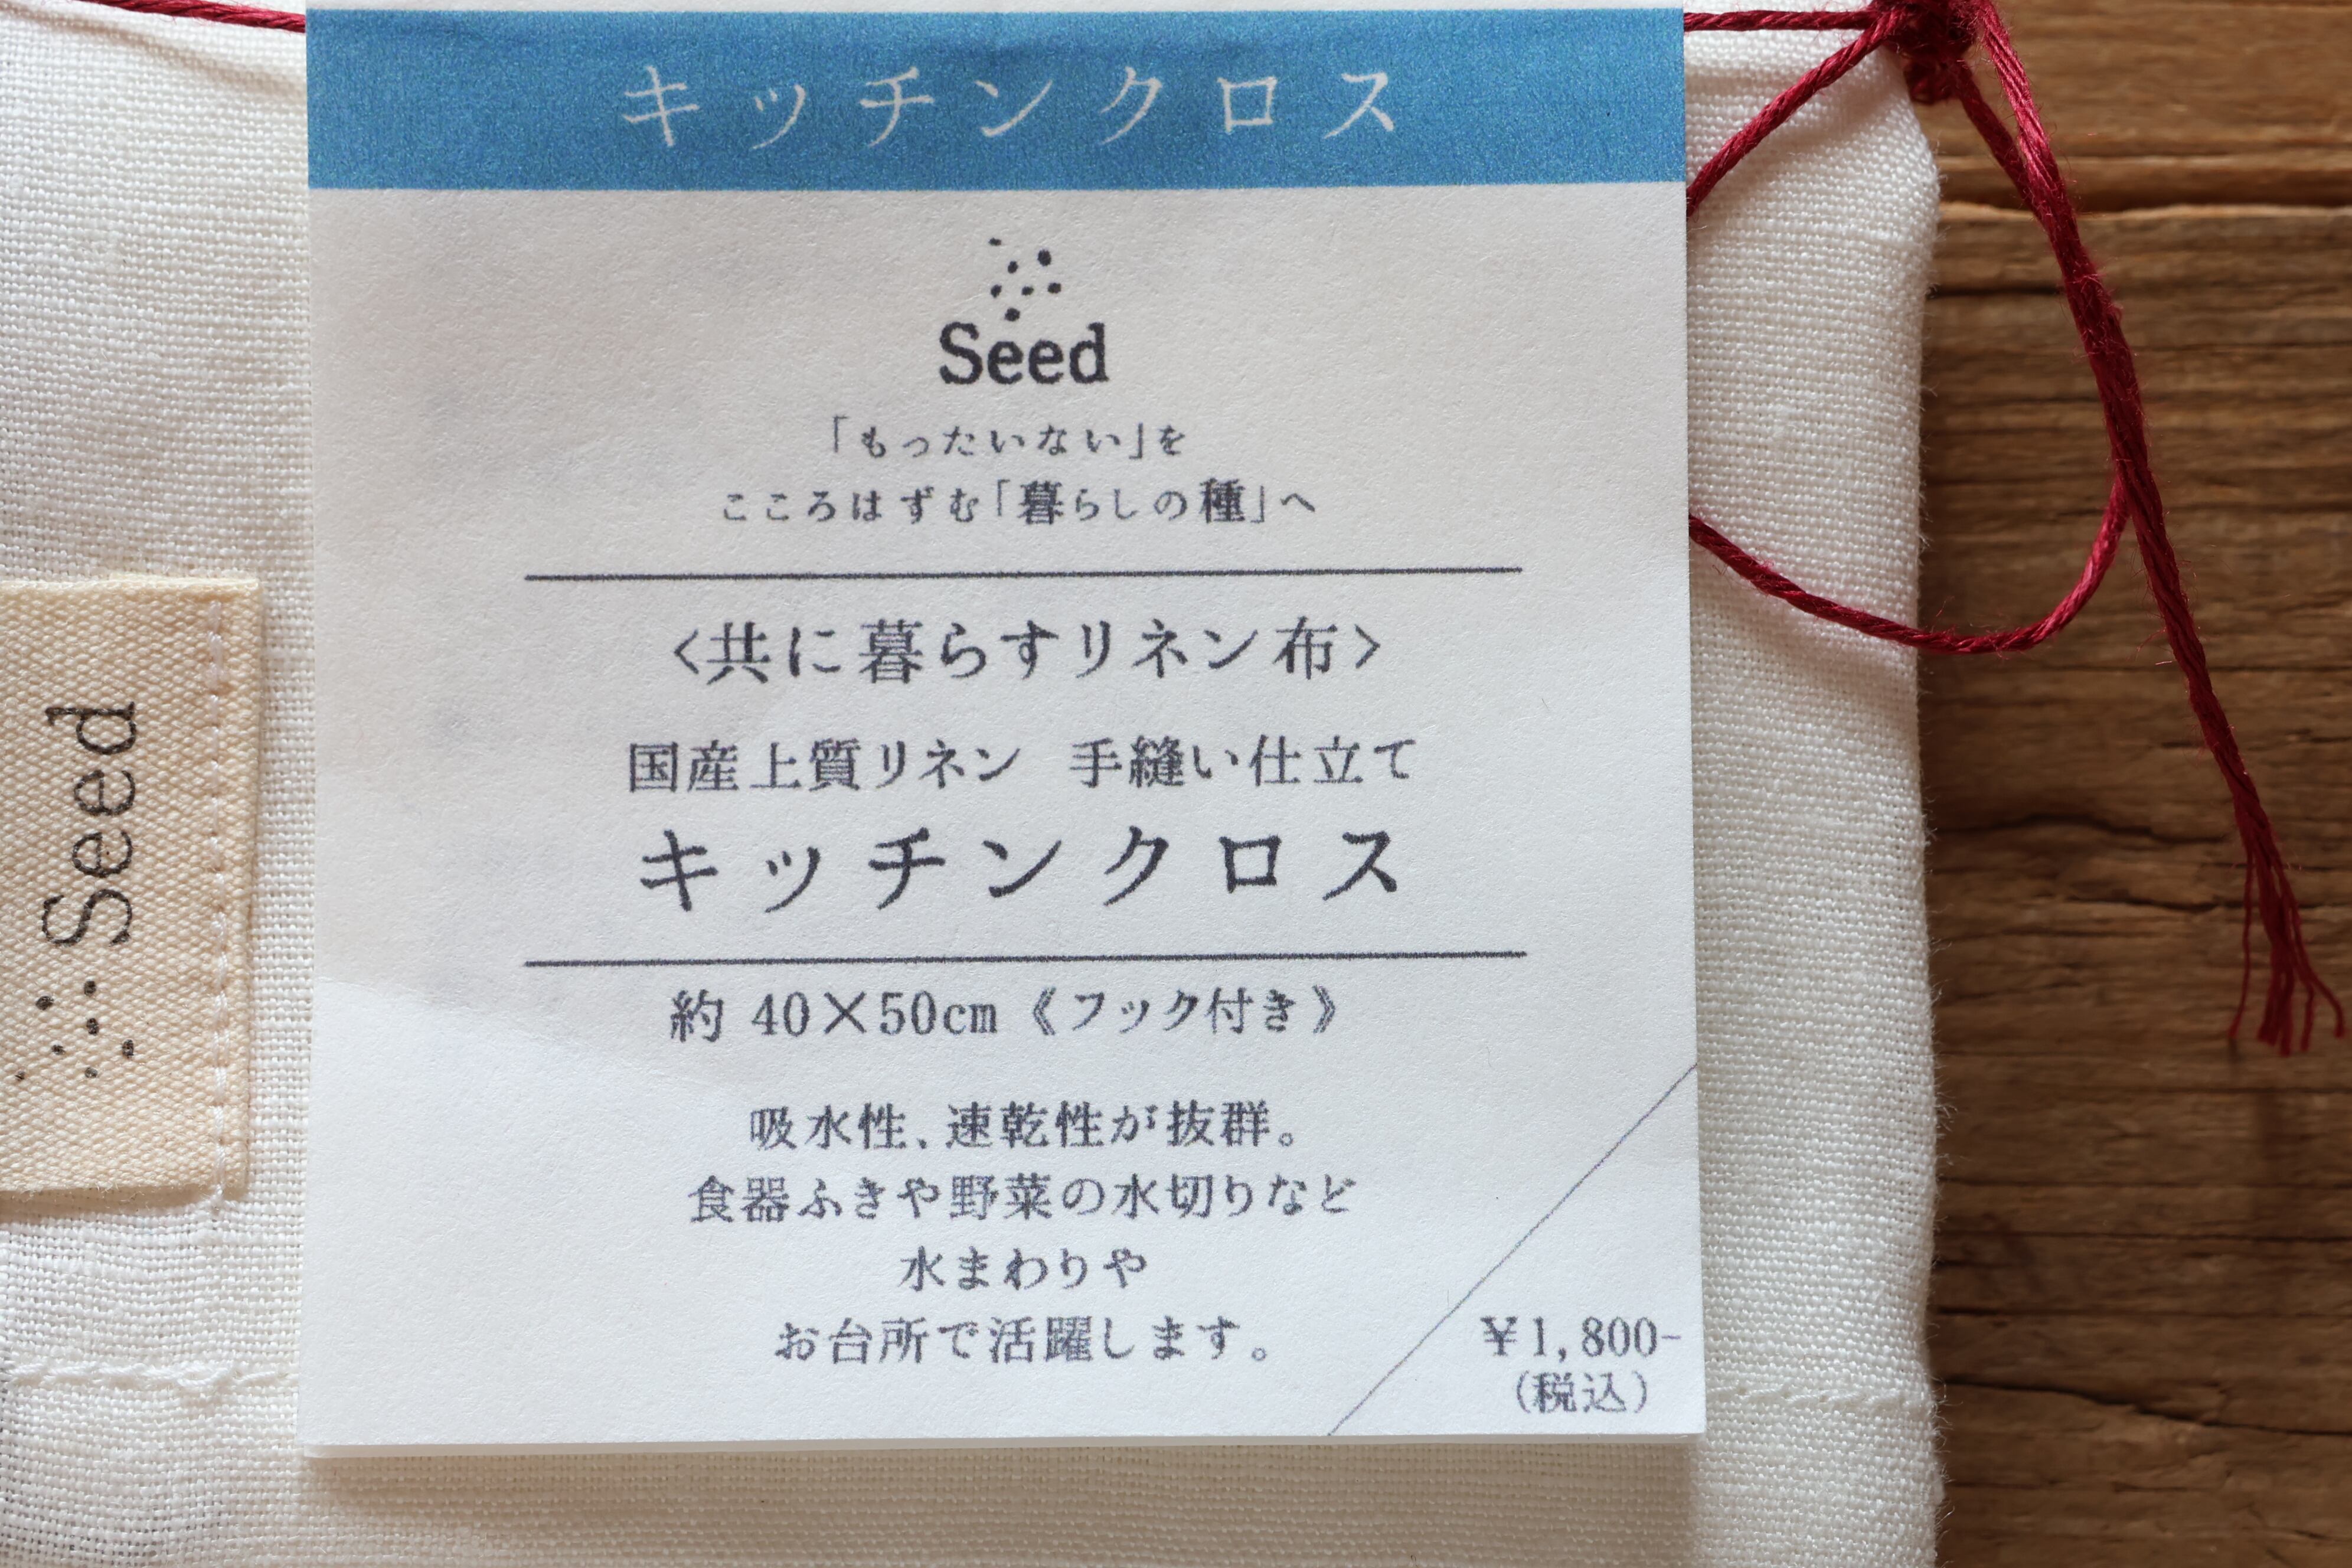 キッチンクロス
Seed
「もったいない」を
こころはずむ「暮らしの種」へ
〈共に暮らすリネン布〉
国産上質リネン 手縫い仕立て
キッチンクロス
約 40×50cm《フック付き》
吸水性、速乾性が抜群。
食器ふきや野菜の水切りなど
水まわりや
お台所で活躍します。
¥1,800-
(税込)
Seed